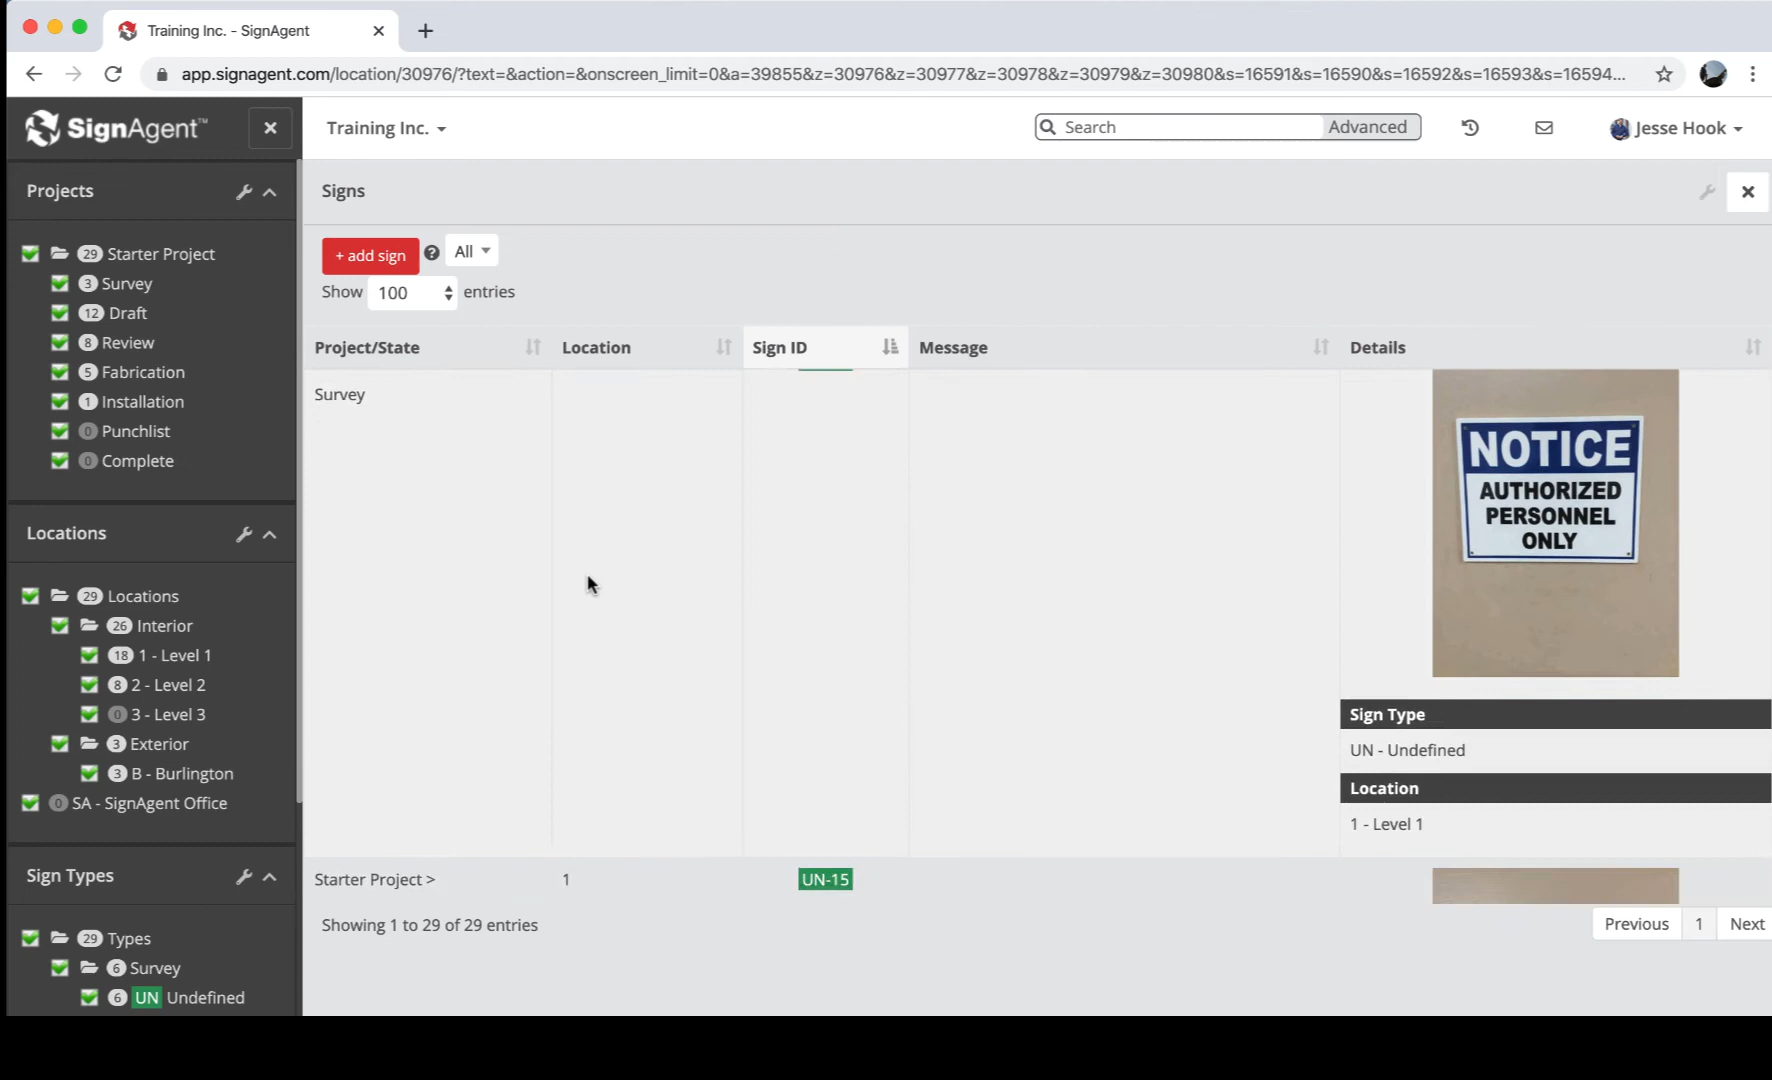 Training Inc. - SignAgent
app.signagent.com/location/30976/?text=&action=&onscreen_limit=0&a=39855&z=30976&z=30977&z=30978&z=30979&z=30980&s=16591&s=16590&s=16592&s=16593&s=16594...
SignAgent™
Training Inc.
Search
Advanced
Jesse Hook
Projects
29 Starter Project
3 Survey
12 Draft
8 Review
5 Fabrication
1 Installation
0 Punchlist
0 Complete
Locations
29 Locations
26 Interior
18 1 - Level 1
8 2 - Level 2
0 3 - Level 3
3 Exterior
3 B - Burlington
0 SA - SignAgent Office
Sign Types
29 Types
6 Survey
6 UN Undefined
Signs
+ add sign ? All
Show 100 entries
Project/State Location Sign ID Message Details
Survey
NOTICE
AUTHORIZED
PERSONNEL
ONLY
Sign Type
UN - Undefined
Location
1 - Level 1
Starter Project > 1 UN-15
Showing 1 to 29 of 29 entries
Previous 1 Next